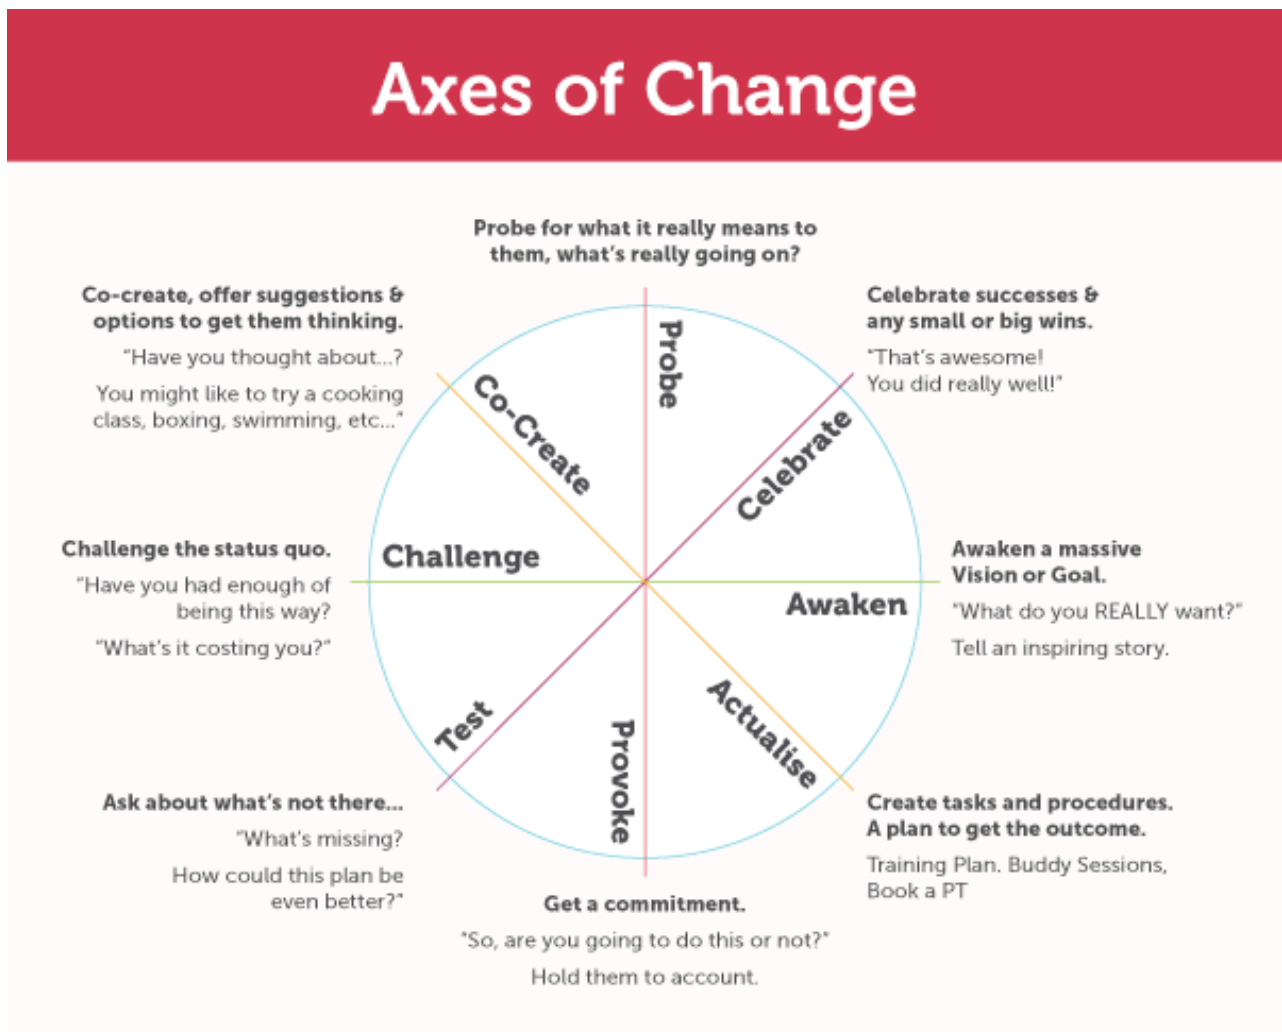 Axes of Change
Probe for what it really means to
them, what's really going on?
Co-create, offer suggestions &
options to get them thinking.
"Have you thought about...?
You might like to try a cooking
class, boxing, swimming, etc..."
Celebrate successes &
any small or big wins.
"That's awesome!
You did really well!"
Probe
Co-Create
Celebrate
Challenge the status quo.
"Have you had enough of
being this way?
"What's it costing you?"
Challenge
Awaken
Awaken a massive
Vision or Goal.
"What do you REALLY want?"
Tell an inspiring story.
Test
Provoke
Actualise
Ask about what's not there...
"What's missing?
How could this plan be
even better?"
Create tasks and procedures.
A plan to get the outcome.
Training Plan. Buddy Sessions,
Book a PT
Get a commitment.
"So, are you going to do this or not?"
Hold them to account.